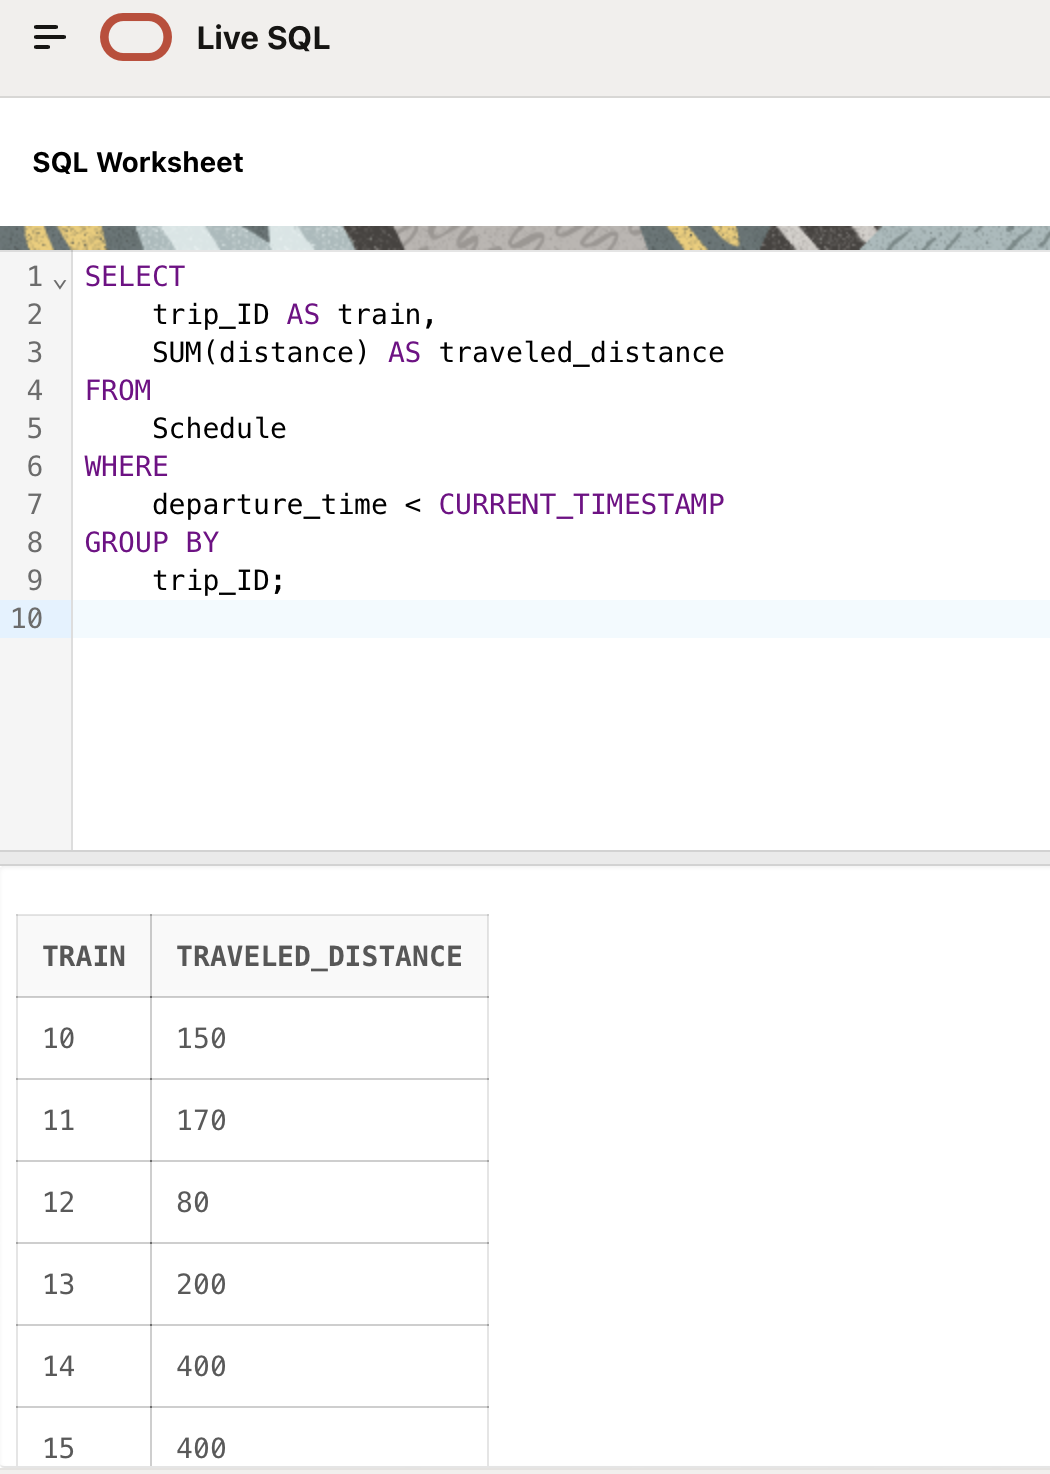 Live SQL
SQL Worksheet
1 SELECT
2 trip_ID AS train,
3 SUM(distance) AS traveled_distance
4 FROM
5 Schedule
6 WHERE
7 departure_time < CURRENT_TIMESTAMP
8 GROUP BY
9 trip_ID;
10
TRAIN TRAVELED_DISTANCE
10 150
11 170
12 80
13 200
14 400
15 400